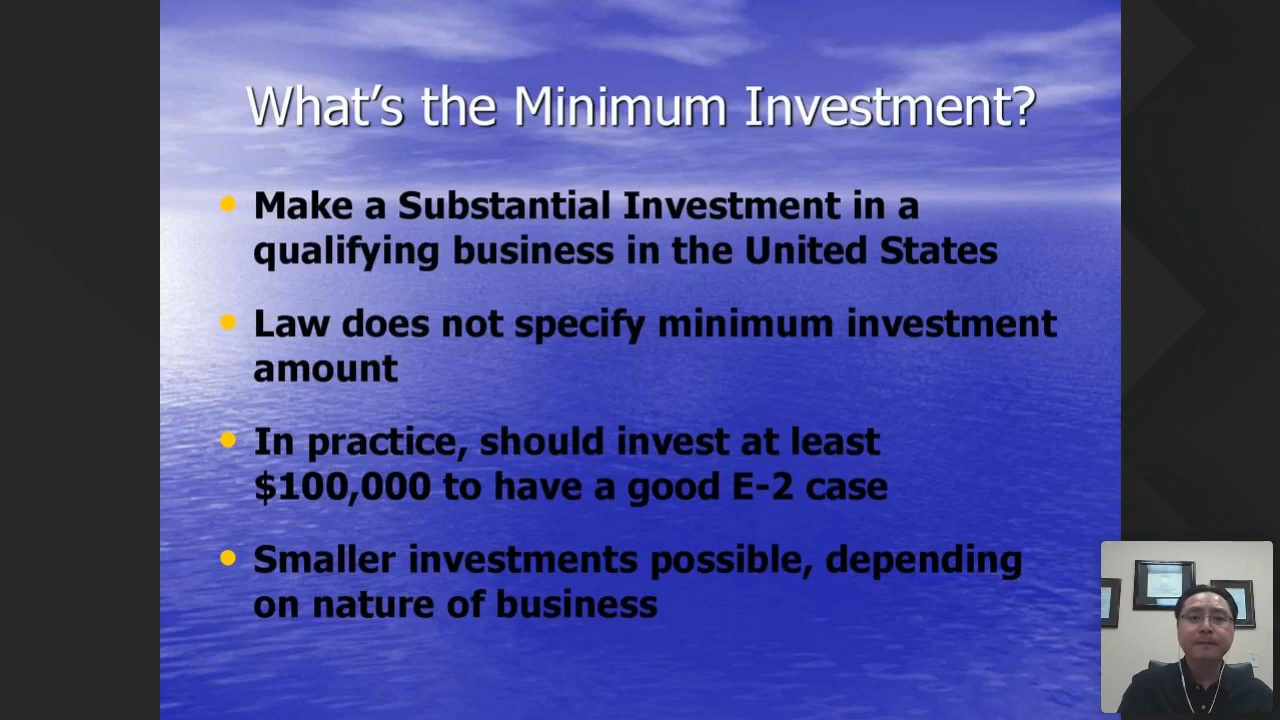 What's the Minimum Investment?
Make a Substantial Investment in a
qualifying business in the United States
Law does not specify minimum investment
amount
In practice, should invest at least
$100,000 to have a good E-2 case
Smaller investments possible, depending
on nature of business